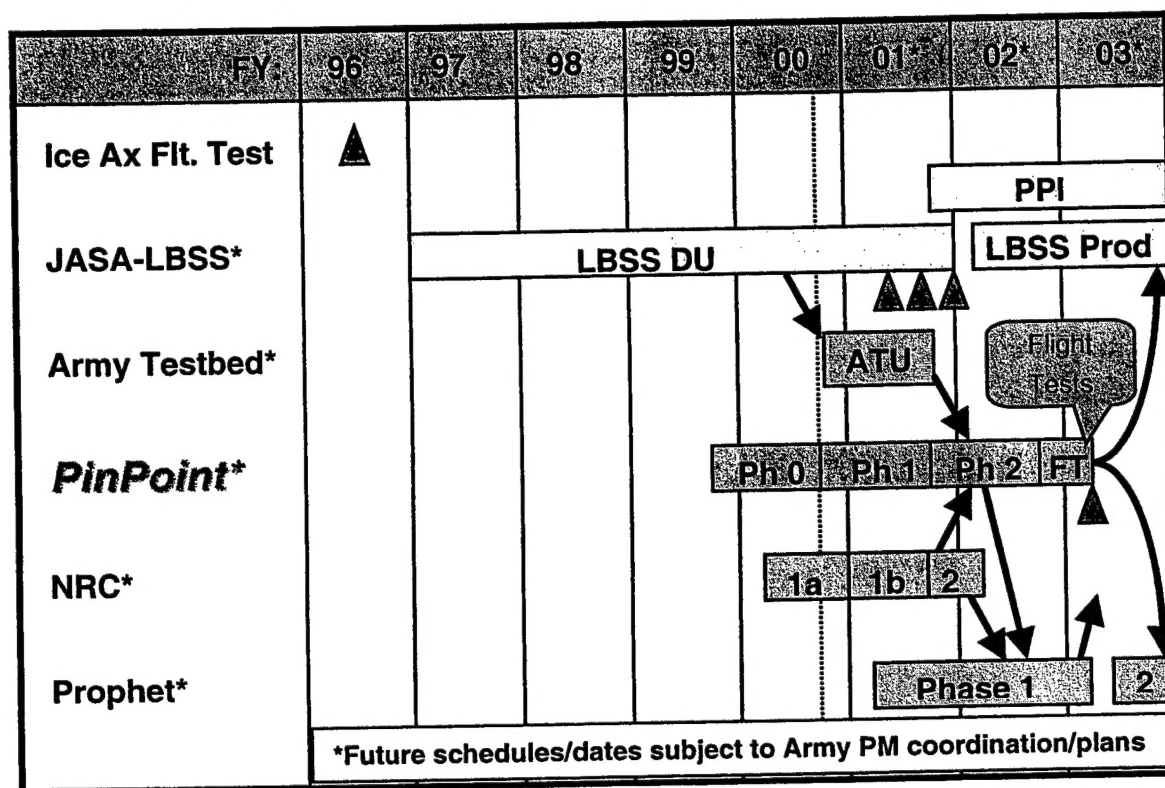 FY: 96 97 98 99 00 01* 02* 03*
Ice Ax Flt. Test
PPI
JASA-LBSS*
LBSS DU
LBSS Prod
Army Testbed*
ATU
Flight
Tests
PinPoint*
Ph 0 Ph 1 Ph 2 FT
NRC*
1a 1b 2
Prophet*
Phase 1 2
*Future schedules/dates subject to Army PM coordination/plans